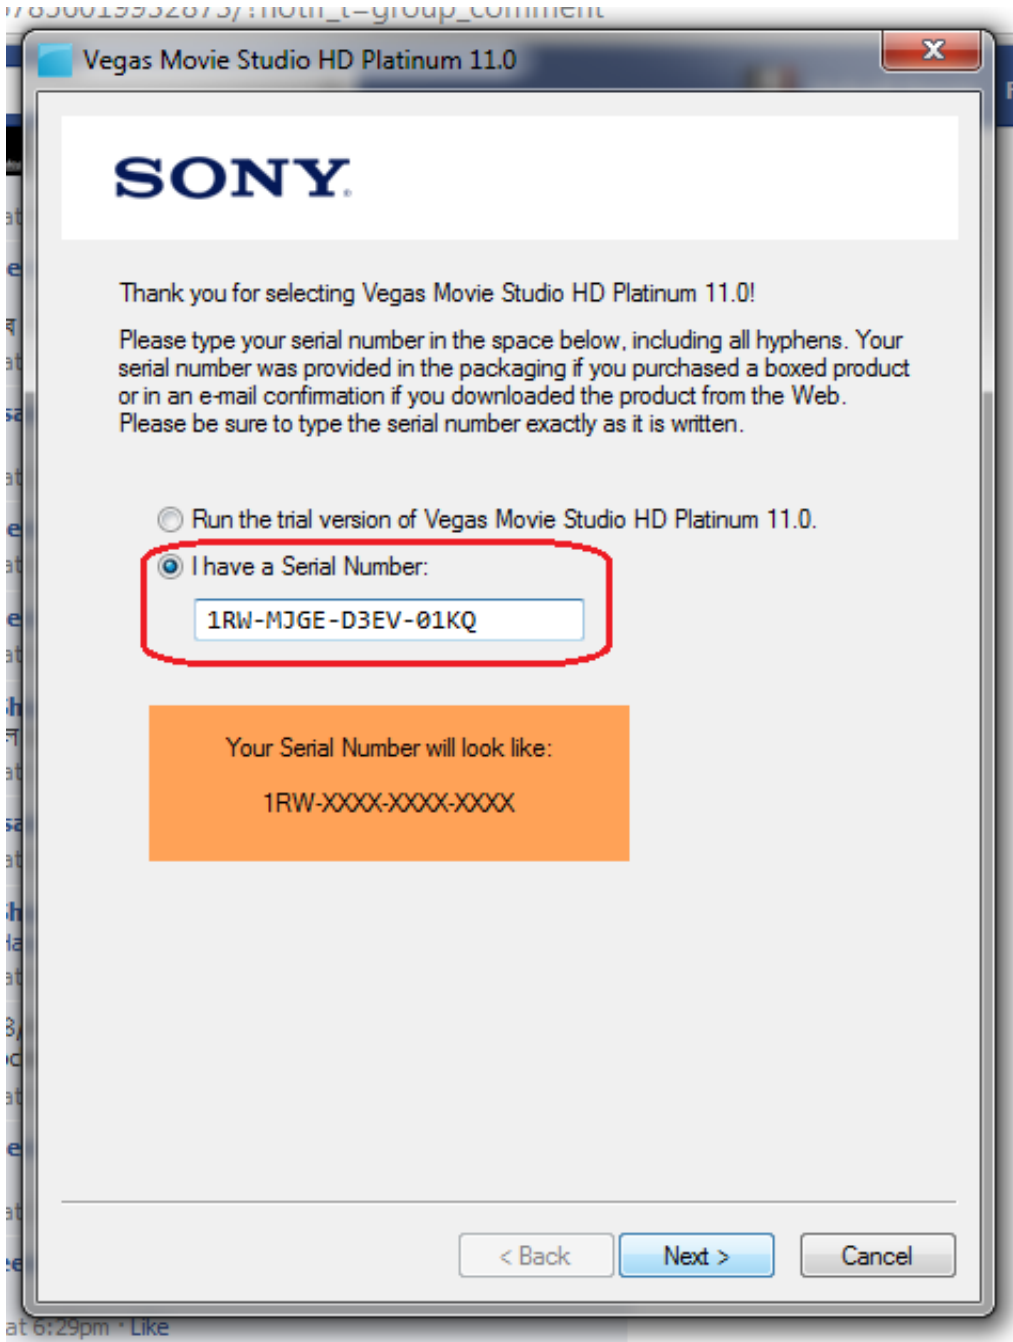 Vegas Movie Studio HD Platinum 11.0
SONY
Thank you for selecting Vegas Movie Studio HD Platinum 11.0!
Please type your serial number in the space below, including all hyphens. Your
serial number was provided in the packaging if you purchased a boxed product
or in an e-mail confirmation if you downloaded the product from the Web.
Please be sure to type the serial number exactly as it is written.
Run the trial version of Vegas Movie Studio HD Platinum 11.0.
I have a Serial Number:
1RW-MJGE-D3EV-01KQ
Your Serial Number will look like:
1RW-XXXX-XXXX-XXXX
< Back
Next >
Cancel
at 6:29pm · Like